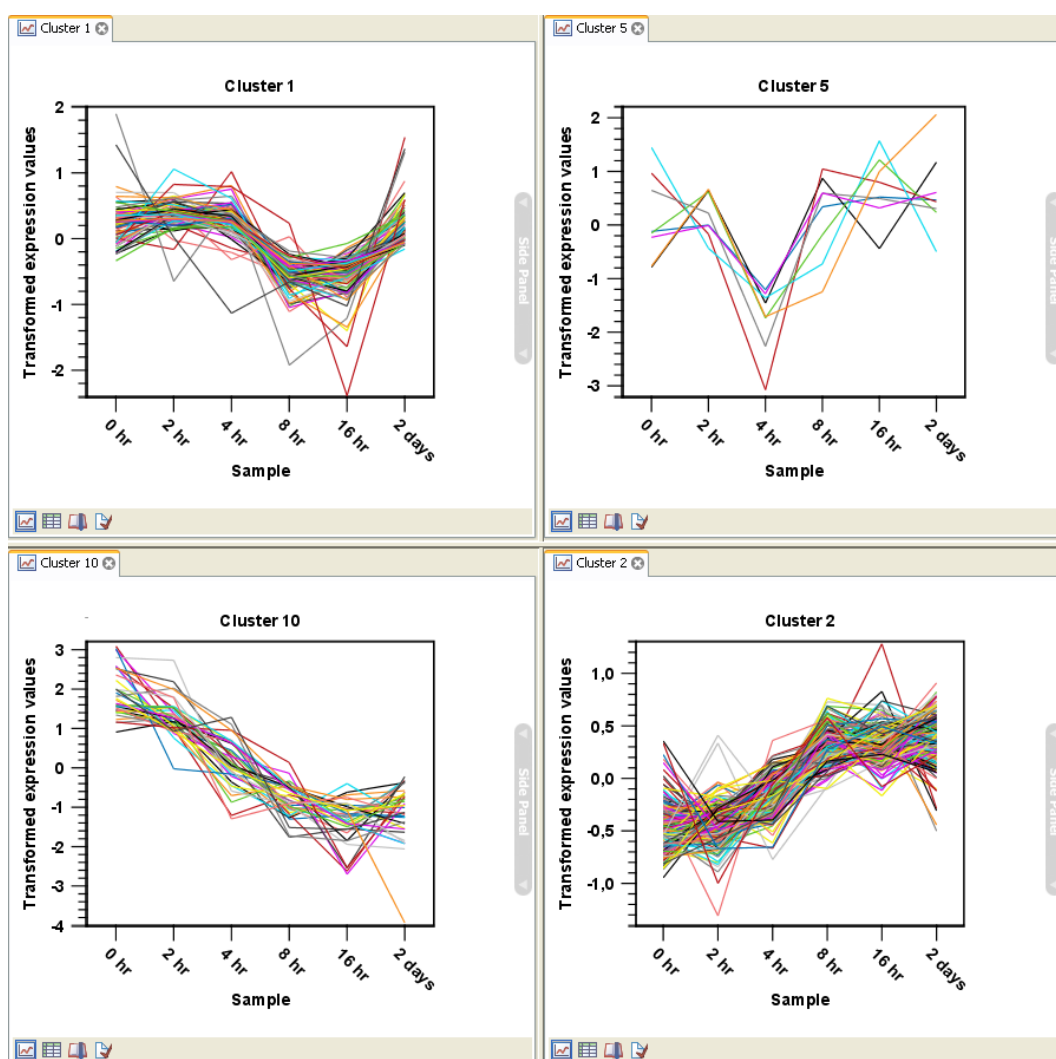 Cluster 1
Cluster 1
Transformed expression values
2
1
0
-1
-2
0 hr
2 hr
4 hr
8 hr
16 hr
2 days
Sample
Side Panel
Cluster 5
Cluster 5
Transformed expression values
2
1
0
-1
-2
-3
0 hr
2 hr
4 hr
8 hr
16 hr
2 days
Sample
Side Panel
Cluster 10
Cluster 10
Transformed expression values
3
2
1
0
-1
-2
-3
-4
0 hr
2 hr
4 hr
8 hr
16 hr
2 days
Sample
Side Panel
Cluster 2
Cluster 2
Transformed expression values
1,0
0,5
0,0
-0,5
-1,0
0 hr
2 hr
4 hr
8 hr
16 hr
2 days
Sample
Side Panel